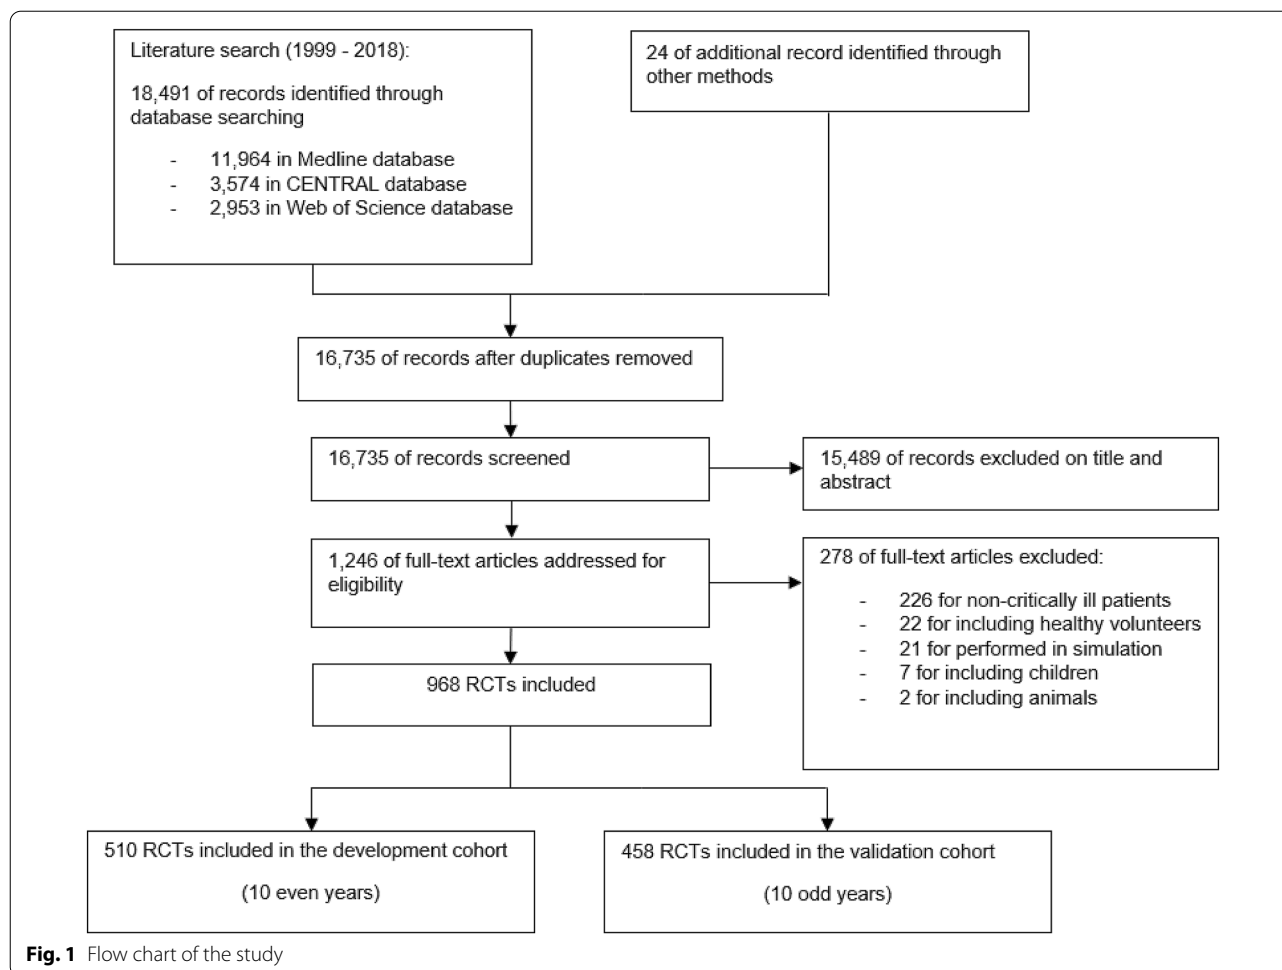 Literature search (1999 - 2018):
18,491 of records identified through
database searching
- 11,964 in Medline database
- 3,574 in CENTRAL database
- 2,953 in Web of Science database
24 of additional record identified through
other methods
16,735 of records after duplicates removed
16,735 of records screened
15,489 of records excluded on title and
abstract
1,246 of full-text articles addressed for
eligibility
278 of full-text articles excluded:
- 226 for non-critically ill patients
- 22 for including healthy volunteers
- 21 for performed in simulation
- 7 for including children
- 2 for including animals
968 RCTs included
510 RCTs included in the development cohort
(10 even years)
458 RCTs included in the validation cohort
(10 odd years)
Fig. 1 Flow chart of the study